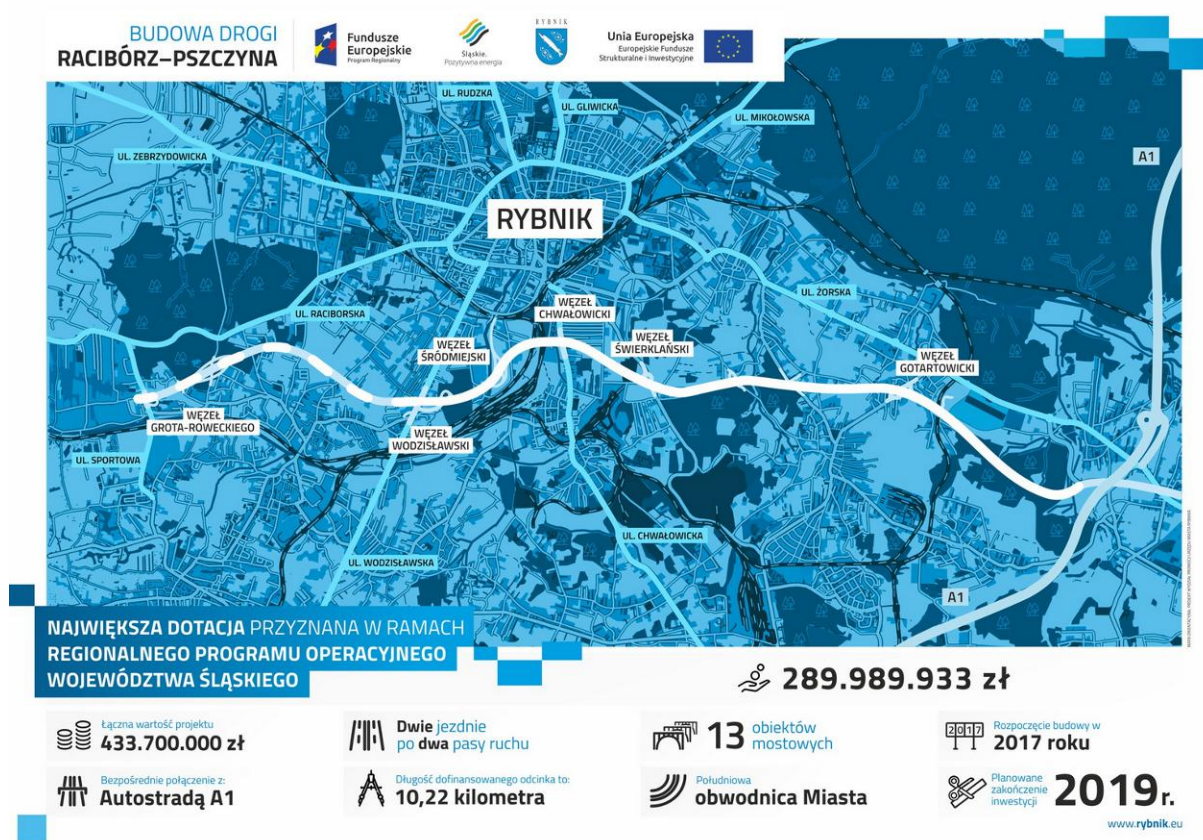 BUDOWA DROGI
RACIBÓRZ–PSZCZYNA
Fundusze
Europejskie
Program Regionalny
Śląskie.
Pozytywna energia
RYBNIK
Unia Europejska
Europejskie Fundusze
Strukturalne i Inwestycyjne
UL. RUDZKA
UL. GLIWICKA
UL. MIKOŁOWSKA
UL. ZEBRZYDOWICKA
A1
RYBNIK
UL. ŻORSKA
UL. RACIBORSKA
WĘZEŁ
CHWAŁOWICKI
WĘZEŁ
ŚRÓDMIEJSKI
WĘZEŁ
ŚWIERKLAŃSKI
WĘZEŁ
GOTARTOWICKI
WĘZEŁ
GROTA-ROWECKIEGO
WĘZEŁ
WODZISŁAWSKI
UL. SPORTOWA
UL. CHWAŁOWICKA
UL. WODZISŁAWSKA
A1
NAJWIĘKSZA DOTACJA PRZYZNANA W RAMACH
REGIONALNEGO PROGRAMU OPERACYJNEGO
WOJEWÓDZTWA ŚLĄSKIEGO
289.989.933 zł
Łączna wartość projektu
433.700.000 zł
Dwie jezdnie
po dwa pasy ruchu
13 obiektów
mostowych
2017
Rozpoczęcie budowy w
2017 roku
Bezpośrednie połączenie z:
Autostradą A1
Długość dofinansowanego odcinka to:
10,22 kilometra
Południowa
obwodnica Miasta
Planowane
zakończenie
inwestycji
2019 r.
www.rybnik.eu